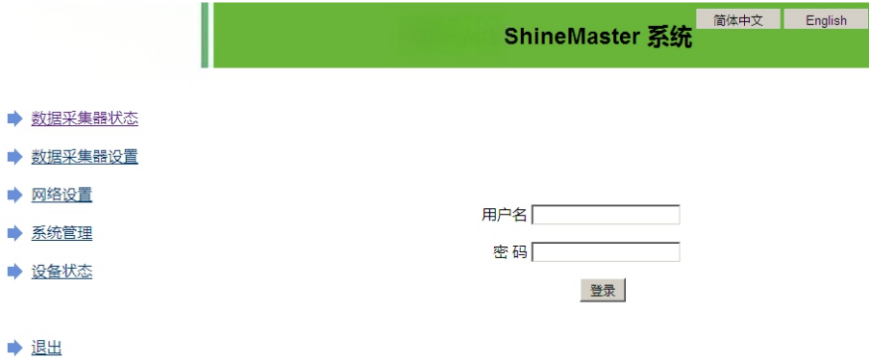 ShineMaster 系统
简体中文
English
数据采集器状态
数据采集器设置
网络设置
系统管理
设备状态
退出
用户名
密 码
登录